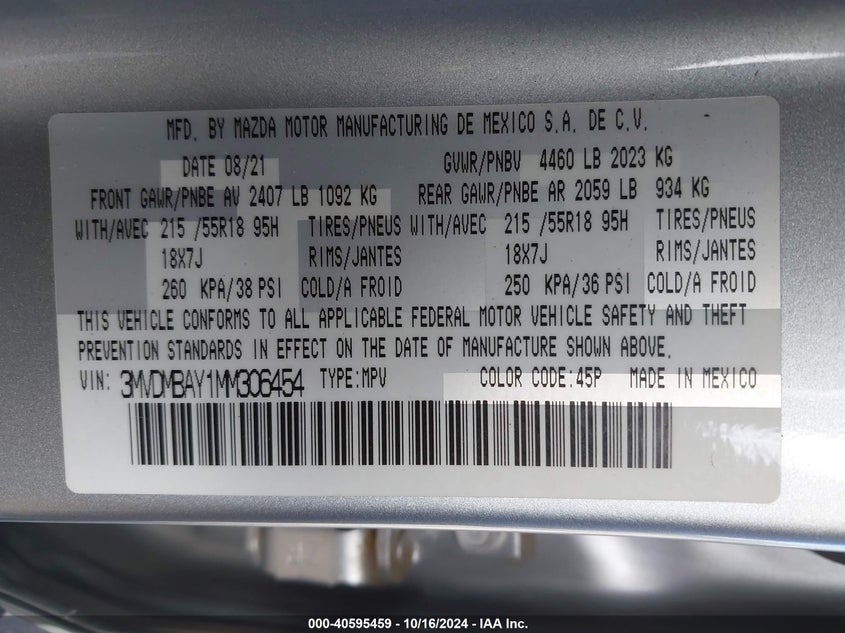 MFD. BY MAZDA MOTOR MANUFACTURING DE MEXICO S.A. DE C.V.
DATE 08/21 GVWR/PNBV 4460 LB 2023 KG
FRONT GAWR/PNBE AV 2407 LB 1092 KG REAR GAWR/PNBE AR 2059 LB 934 KG
WITH/AVEC 215 /55R18 95H TIRES/PNEUS WITH/AVEC 215 /55R18 95H TIRES/PNEUS
18X7J RIMS/JANTES 18X7J RIMS/JANTES
260 KPA/38 PSI COLD/A FROID 250 KPA/36 PSI COLD/A FROID
THIS VEHICLE CONFORMS TO ALL APPLICABLE FEDERAL MOTOR VEHICLE SAFETY AND THEFT
PREVENTION STANDARDS IN EFFECT ON THE DATE OF MANUFACTURE SHOWN ABOVE.
VIN: 3MVDMBAY1MM306454 TYPE:MPV COLOR CODE:45P MADE IN MEXICO
000-40595459 - 10/16/2024 - IAA Inc.